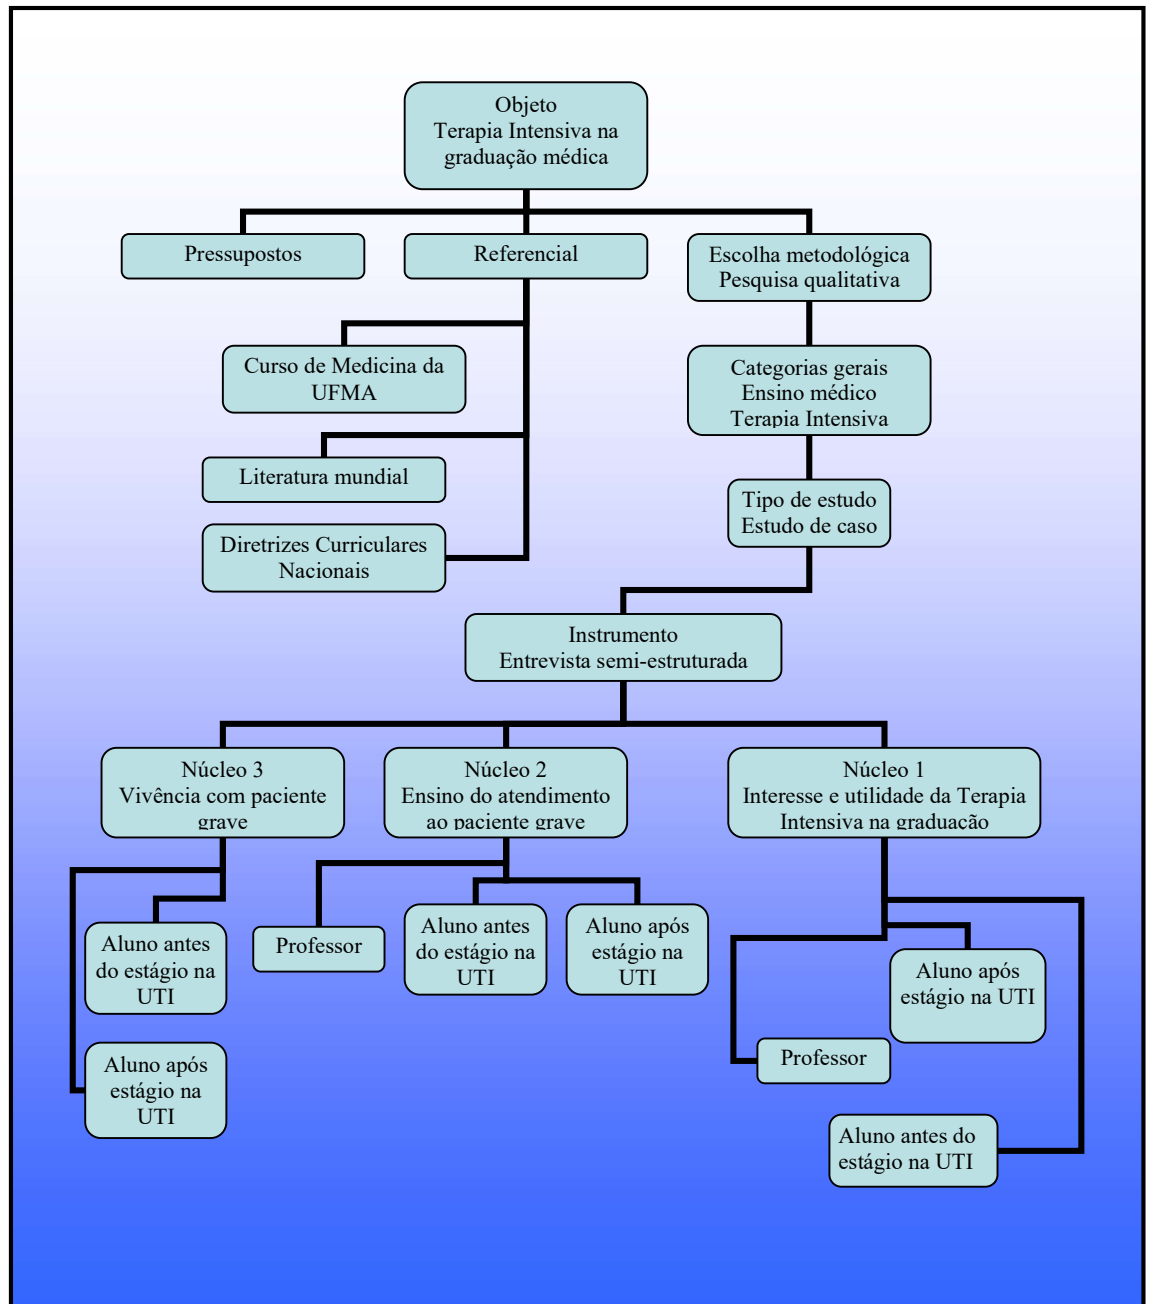 Objeto
Terapia Intensiva na
graduação médica
Pressupostos
Referencial
Escolha metodológica
Pesquisa qualitativa
Curso de Medicina da
UFMA
Categorias gerais
Ensino médico
Terapia Intensiva
Literatura mundial
Tipo de estudo
Estudo de caso
Diretrizes Curriculares
Nacionais
Instrumento
Entrevista semi-estruturada
Núcleo 3
Vivência com paciente
grave
Núcleo 2
Ensino do atendimento
ao paciente grave
Núcleo 1
Interesse e utilidade da Terapia
Intensiva na graduação
Aluno antes
do estágio na
UTI
Professor
Aluno antes
do estágio na
UTI
Aluno após
estágio na
UTI
Aluno após
estágio na UTI
Aluno após
estágio na
UTI
Professor
Aluno antes do
estágio na UTI